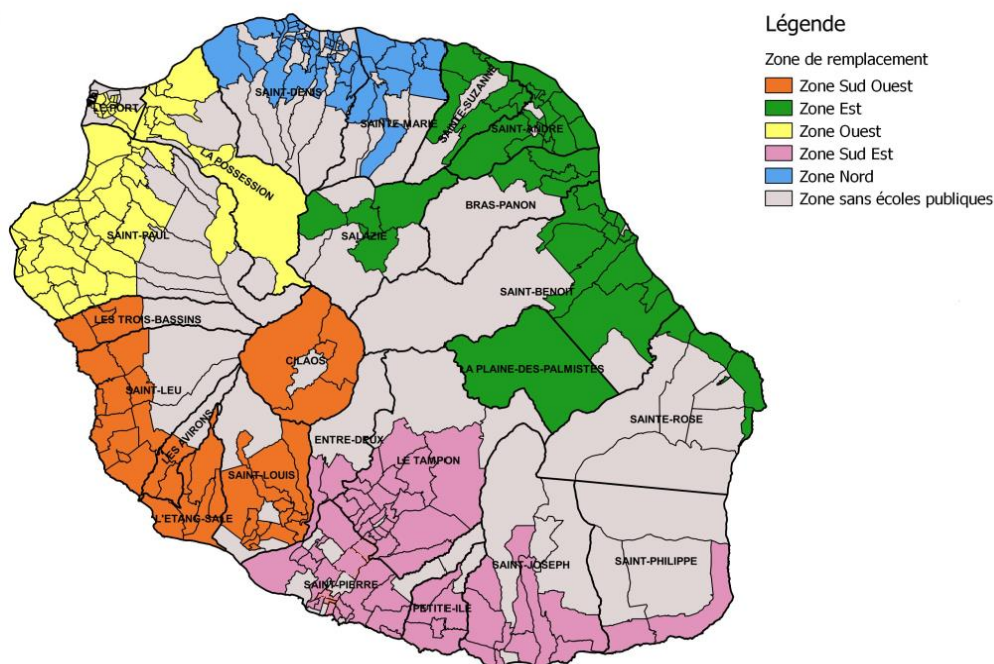 Légende
Zone de remplacement
Zone Sud Ouest
Zone Est
Zone Ouest
Zone Sud Est
Zone Nord
Zone sans écoles publiques
SAINT-DENIS
LE PORT
SAINTE-MARIE
SAINTE-SUZANNE
SAINT-ANDRE
LA POSSESSION
BRAS-PANON
SAINT-PAUL
SALAZIE
SAINT-BENOIT
LES TROIS-BASSINS
CILAOS
LA PLAINE-DES-PALMISTES
SAINT-LEU
LES AVIRONS
SAINTE-ROSE
ENTRE-DEUX
LE TAMPON
SAINT-LOUIS
L'ETANG-SALE
SAINT-JOSEPH
SAINT-PHILIPPE
SAINT-PIERRE
PETITE-ILE